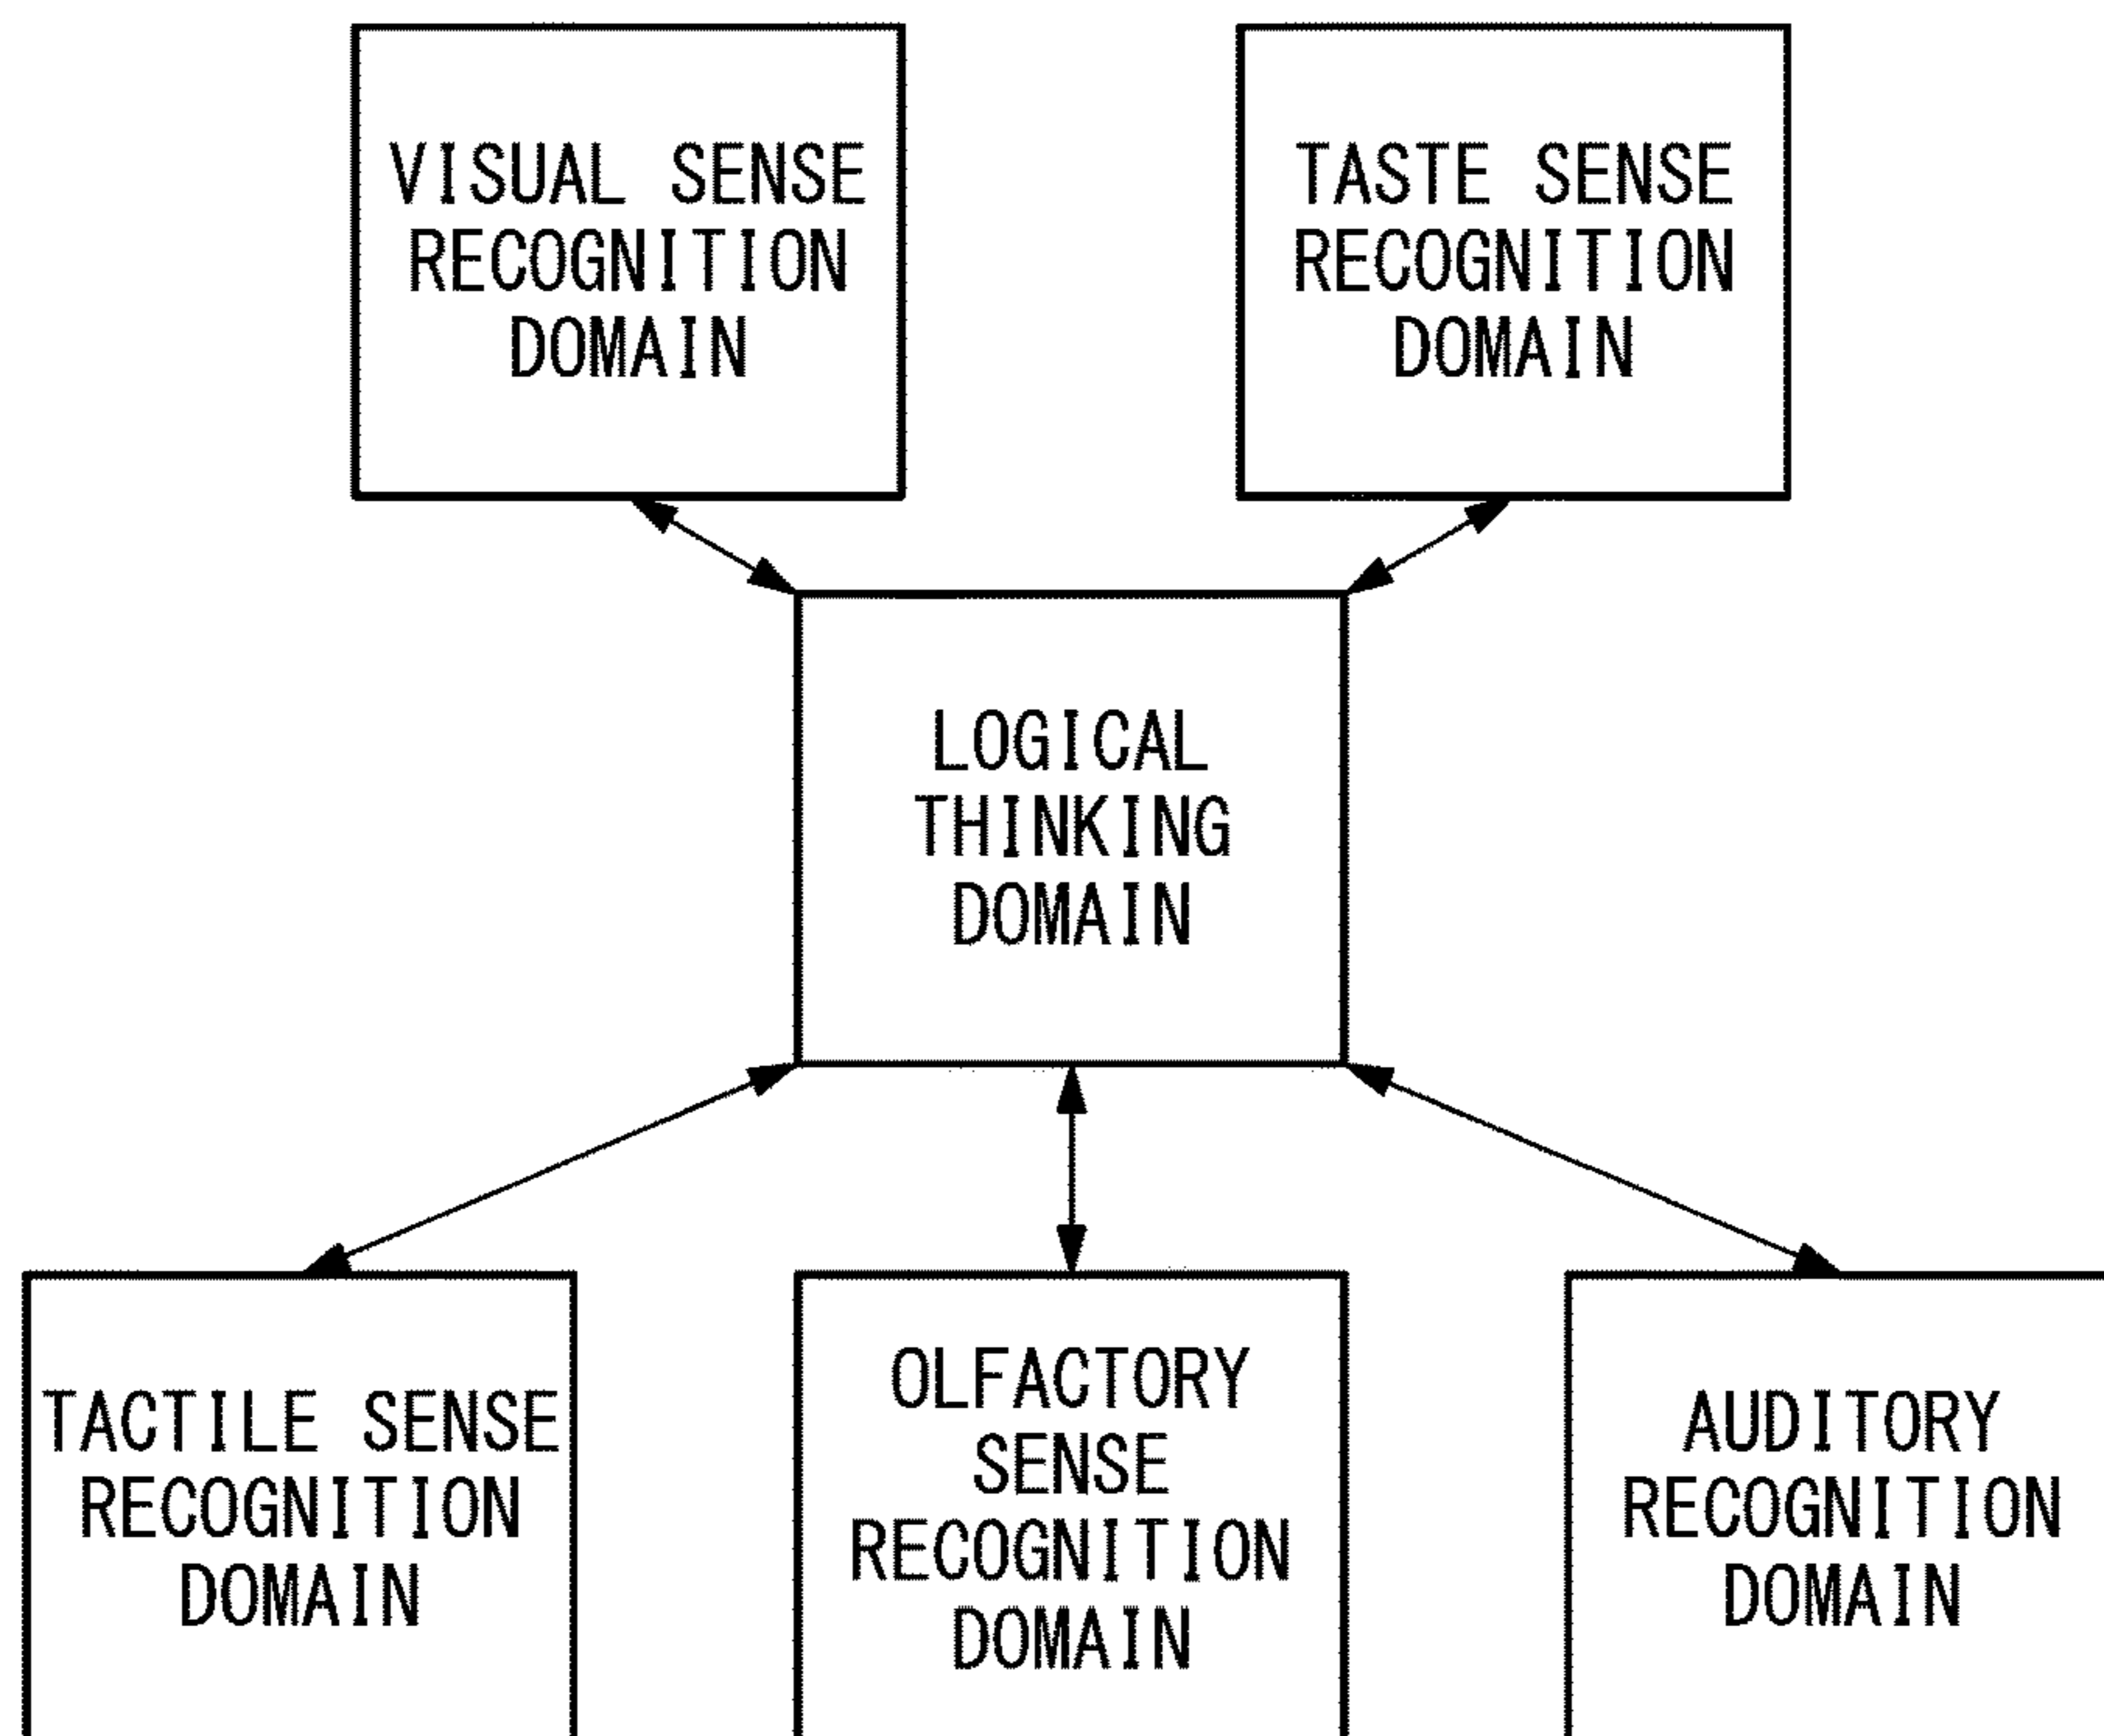 VISUAL SENSE
RECOGNITION
DOMAIN
TASTE SENSE
RECOGNITION
DOMAIN
LOGICAL
THINKING
DOMAIN
TACTILE SENSE
RECOGNITION
DOMAIN
OLFACTORY
SENSE
RECOGNITION
DOMAIN
AUDITORY
RECOGNITION
DOMAIN